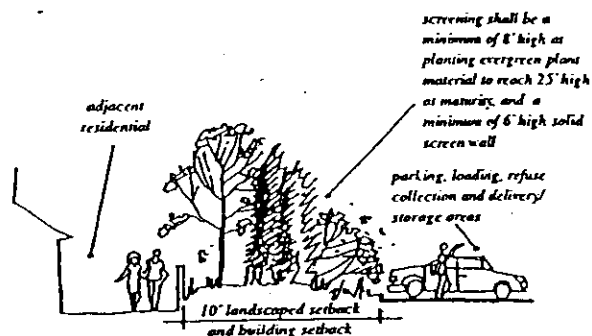 screening shall be a
minimum of 8' high as
planting evergreen plant
material to reach 25' high
at maturity, and a
minimum of 6' high solid
screen wall
adjacent
residential
parking, loading, refuse
collection and delivery/
storage areas
10' landscaped setback
and building setback